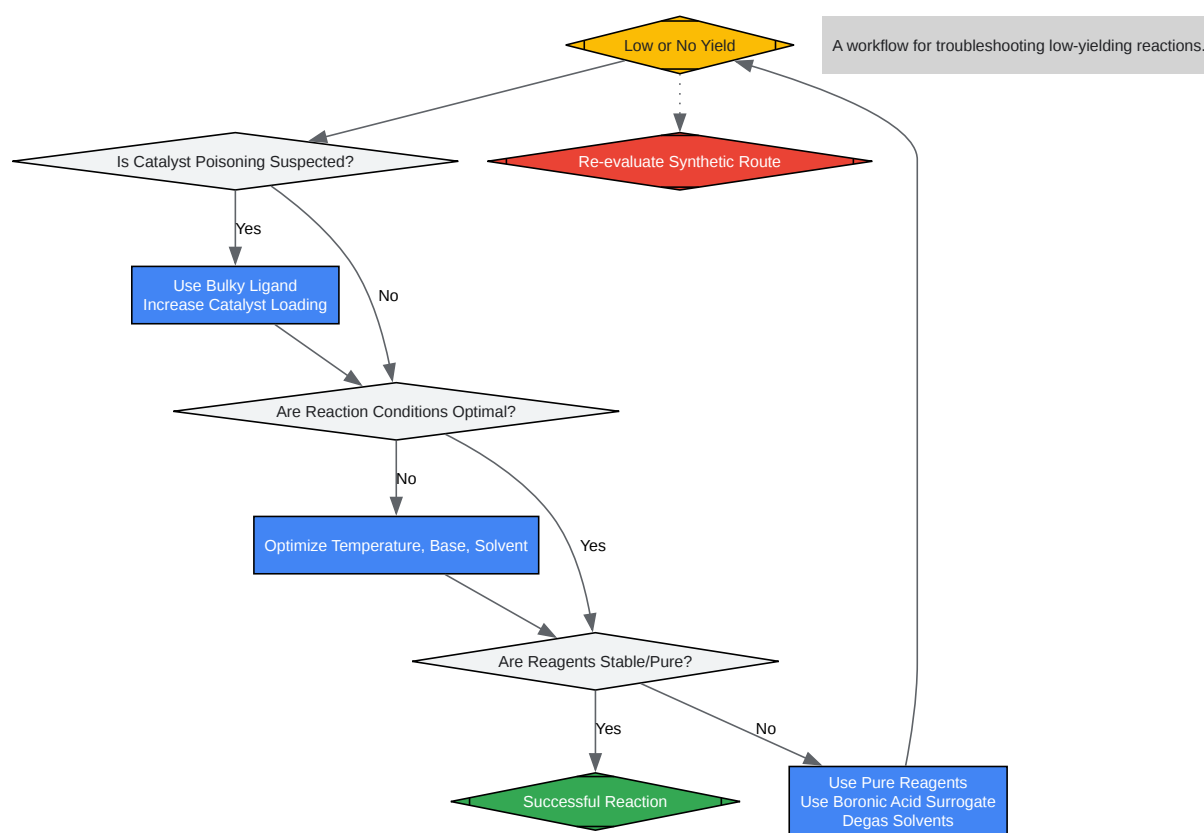 Low or No Yield
A workflow for troubleshooting low-yielding reactions.
Is Catalyst Poisoning Suspected?
Re-evaluate Synthetic Route
Yes
Use Bulky Ligand
Increase Catalyst Loading
No
Are Reaction Conditions Optimal?
No
Optimize Temperature, Base, Solvent
Yes
Are Reagents Stable/Pure?
Yes
No
Successful Reaction
Use Pure Reagents
Use Boronic Acid Surrogate
Degas Solvents